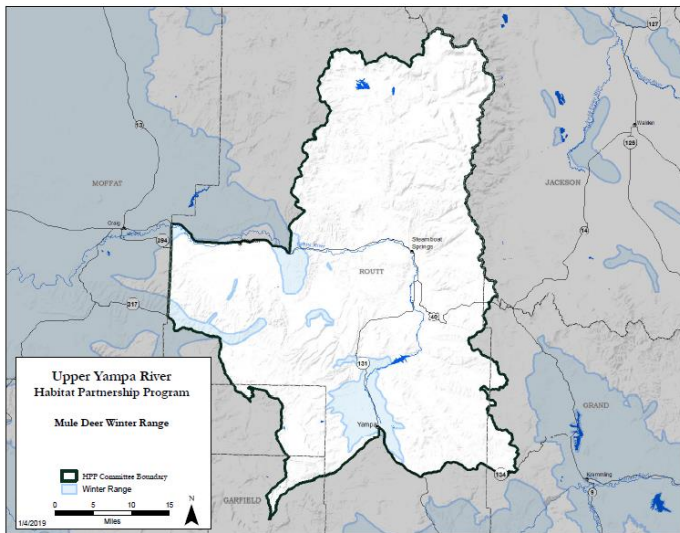 127
Walden
125
13
MOFFAT
JACKSON
14
Craig
394
Steamboat
Springs
ROUTT
317
40
131
Upper Yampa River
Habitat Partnership Program
Mule Deer Winter Range
GRAND
Yampa
HPP Committee Boundary
Winter Range
134
Kremmling
GARFIELD
9
0 5 10 15
Miles
N
1/4/2019